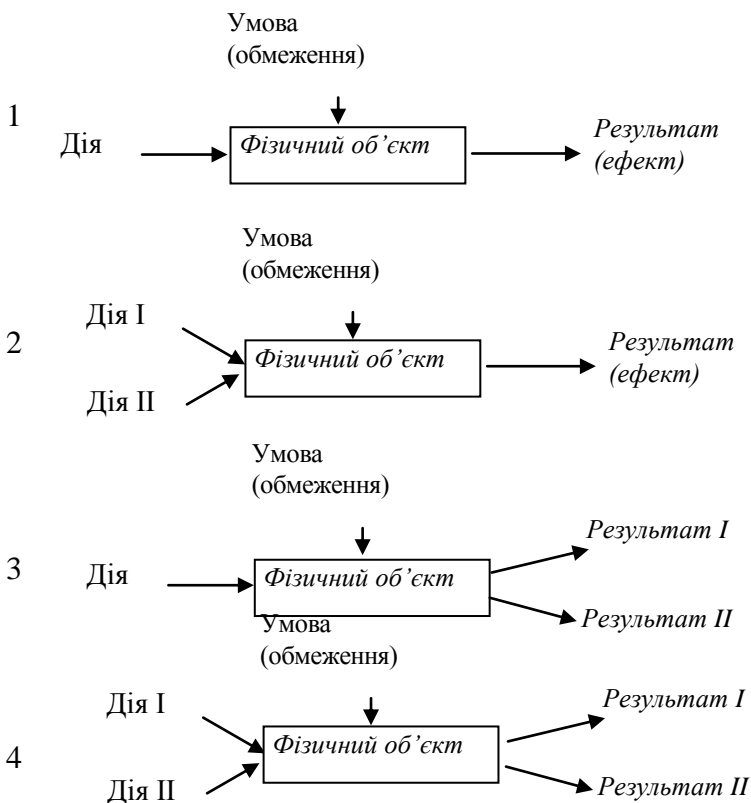 Умова
(обмеження)
1
Дія
Фізичний об’єкт
Результат
(ефект)
Умова
(обмеження)
2
Дія I
Дія II
Фізичний об’єкт
Результат
(ефект)
Умова
(обмеження)
3
Дія
Фізичний об’єкт
Результат I
Результат II
Умова
(обмеження)
4
Дія I
Дія II
Фізичний об’єкт
Результат I
Результат II